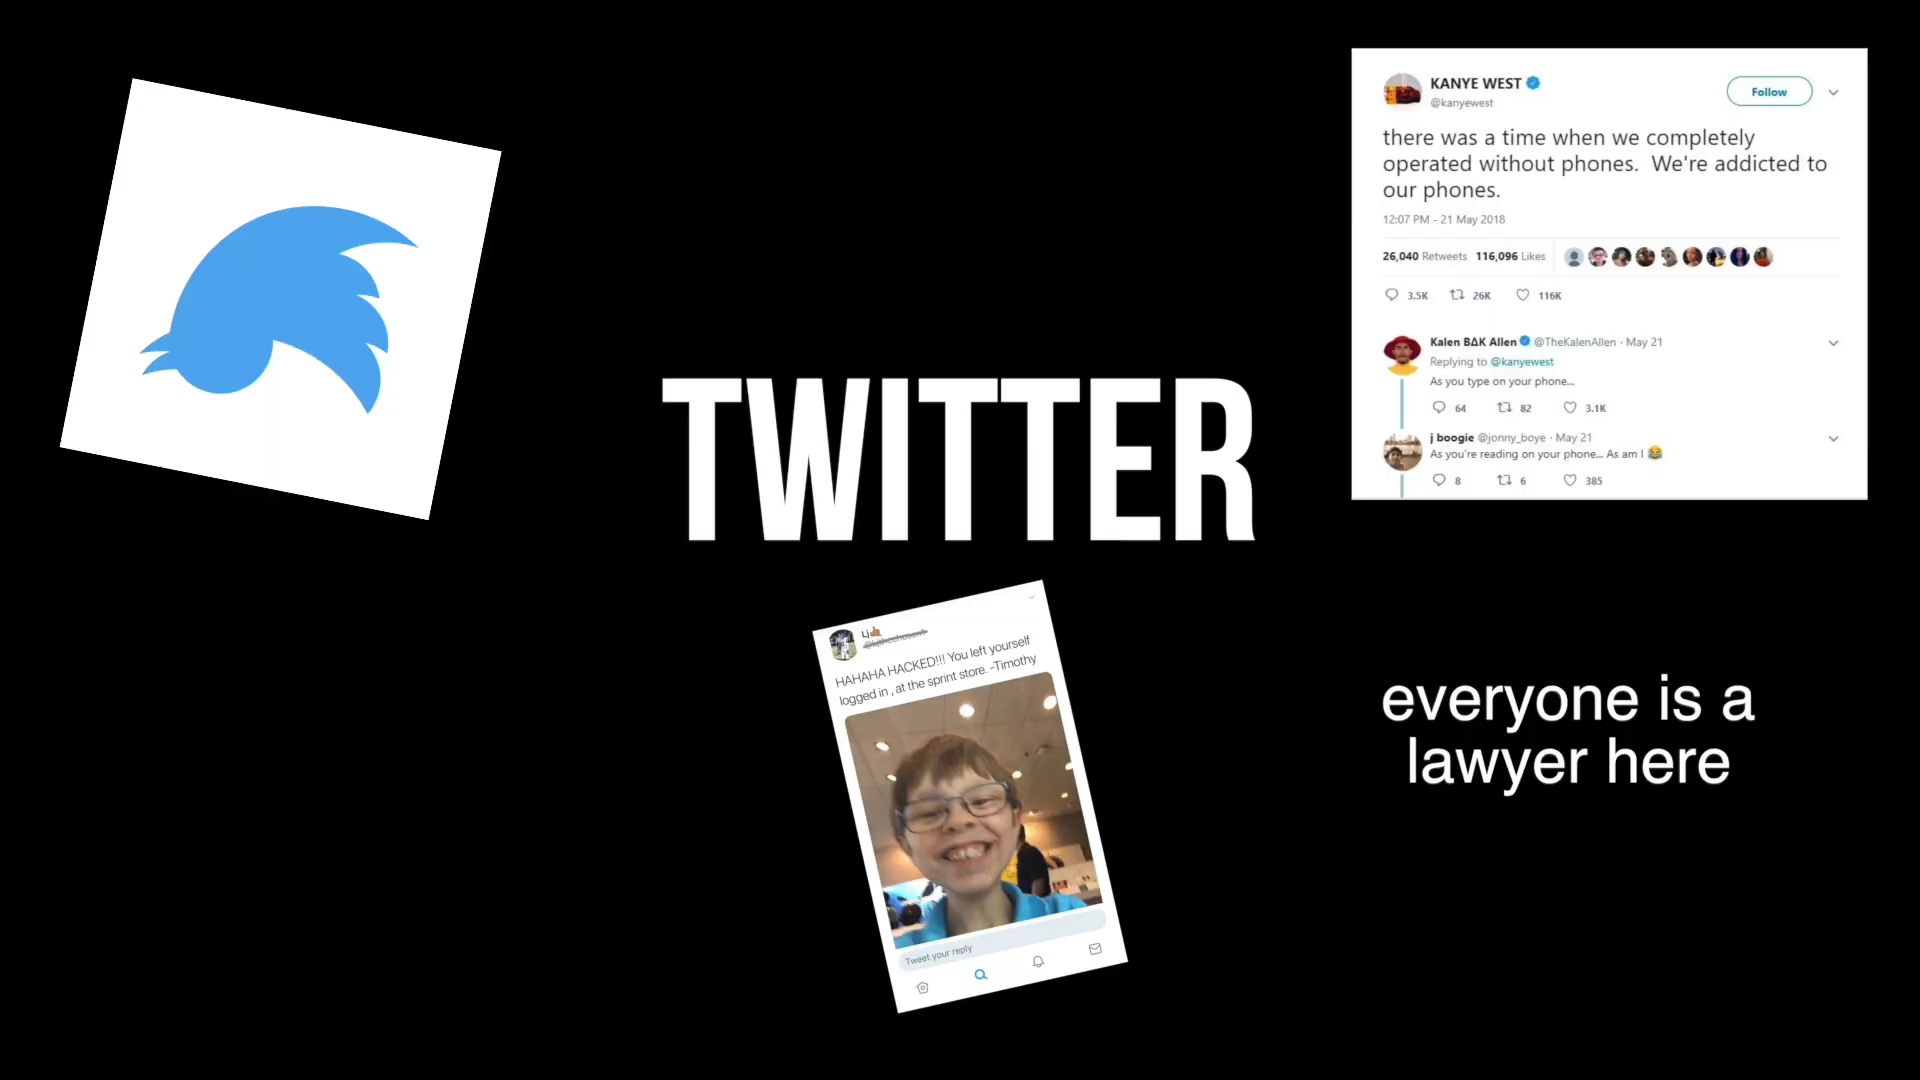 KANYE WEST
@kanyewest
Follow
there was a time when we completely
operated without phones.  We're addicted to
our phones.
12:07 PM - 21 May 2018
26,040 Retweets 116,096 Likes
3.5K 26K 116K
Kalen BΔK Allen @TheKalenAllen · May 21
Replying to @kanyewest
As you type on your phone...
64 82 3.1K
j boogie @jonny_boye · May 21
As you're reading on your phone... As am I 😂
8 6 385
TWITTER
Lj🤙🏾
HAHAHA HACKED!!! You left yourself
logged in , at the sprint store. -Timothy
Tweet your reply
everyone is a
lawyer here